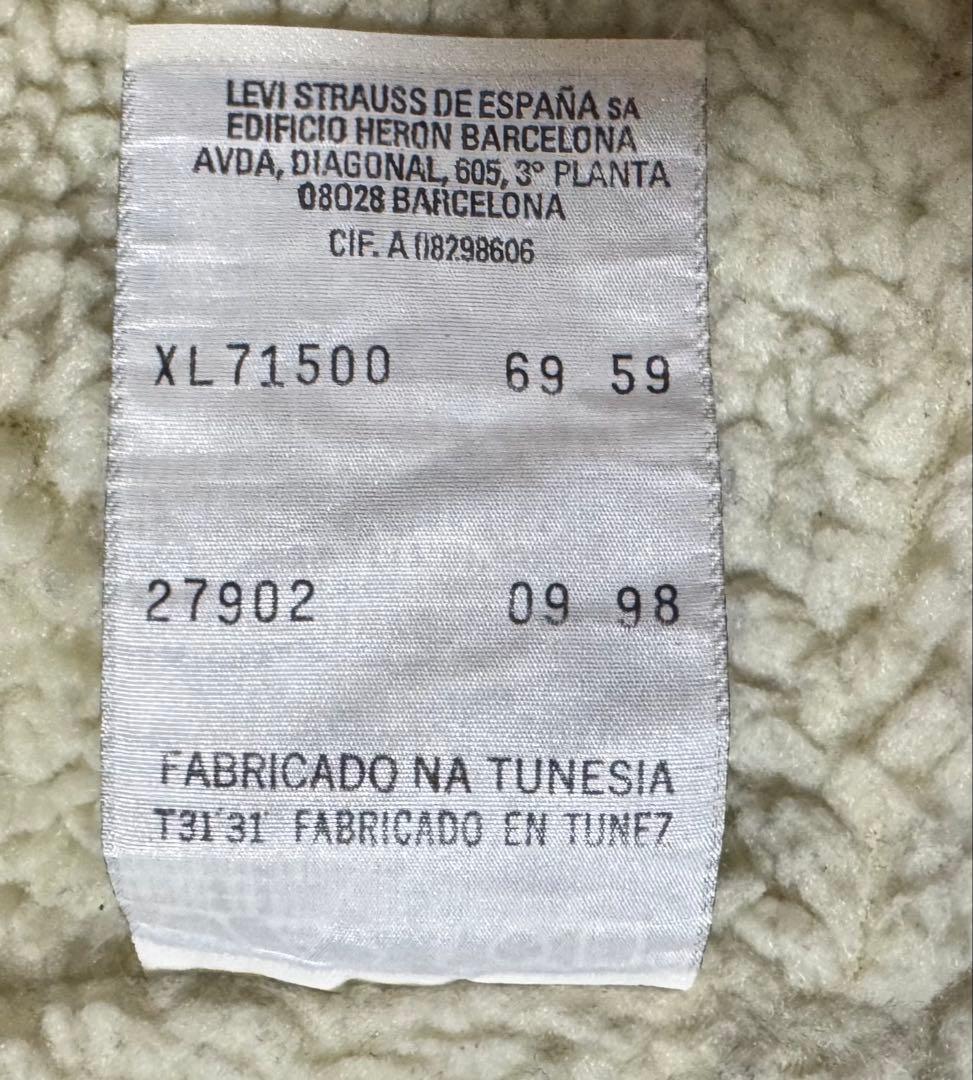 LEVI STRAUSS DE ESPAÑA SA
EDIFICIO HERON BARCELONA
AVDA, DIAGONAL, 605, 3º PLANTA
08028 BARCELONA
CIF. A 08298606
XL71500 69 59
27902 09 98
FABRICADO NA TUNESIA
T31'31' FABRICADO EN TUNEZ